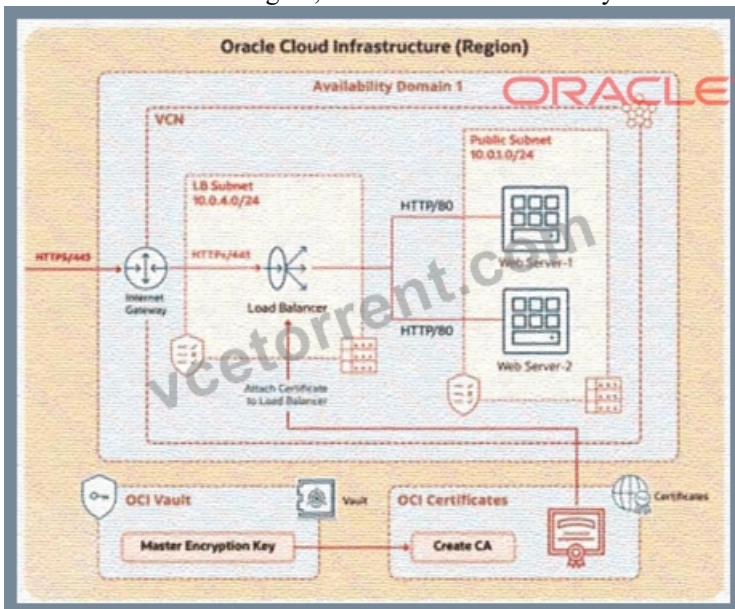 Oracle Cloud Infrastructure (Region)
Availability Domain 1
ORACLE
VCN
Public Subnet
10.0.1.0/24
LB Subnet
10.0.4.0/24
HTTP/80
HTTPS/443
HTTPs/443
Web Server-1
Internet
Gateway
Load Balancer
HTTP/80
Web Server-2
Attach Certificate
to Load Balancer
vcetorrent.com
OCI Vault
Vault
OCI Certificates
Certificates
Master Encryption Key
Create CA